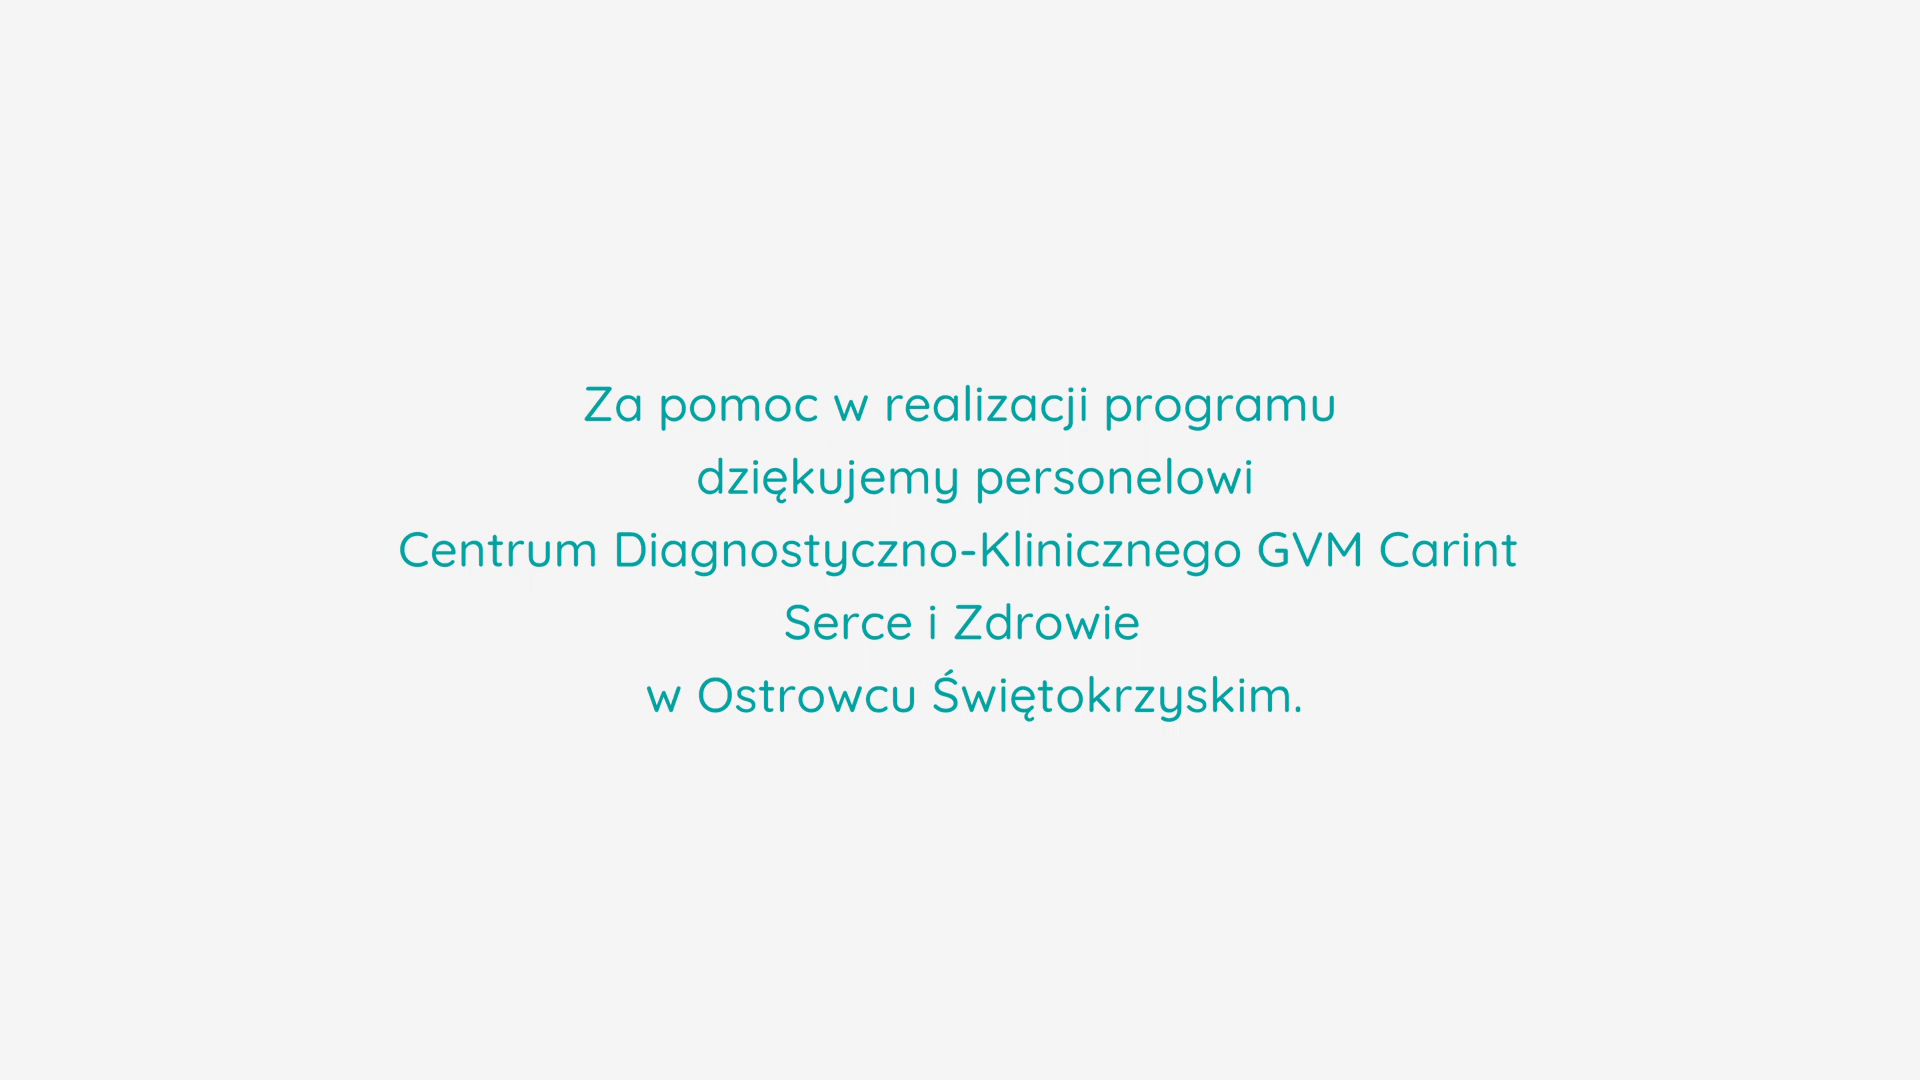 Za pomoc w realizacji programu
dziękujemy personelowi
Centrum Diagnostyczno-Klinicznego GVM Carint
Serce i Zdrowie
w Ostrowcu Świętokrzyskim.